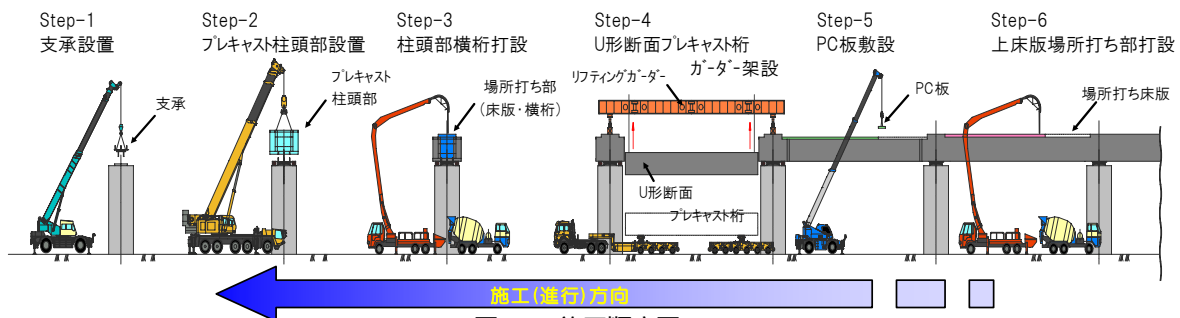 Step-1
支承設置
Step-2
プレキャスト柱頭部設置
Step-3
柱頭部横桁打設
Step-4
U形断面プレキャスト桁
ガーダー架設
Step-5
PC板敷設
Step-6
上床版場所打ち部打設
支承
プレキャスト
柱頭部
場所打ち部
(床版・横桁)
リフティングガーダー
U形断面
プレキャスト桁
PC板
場所打ち床版
施工(進行)方向